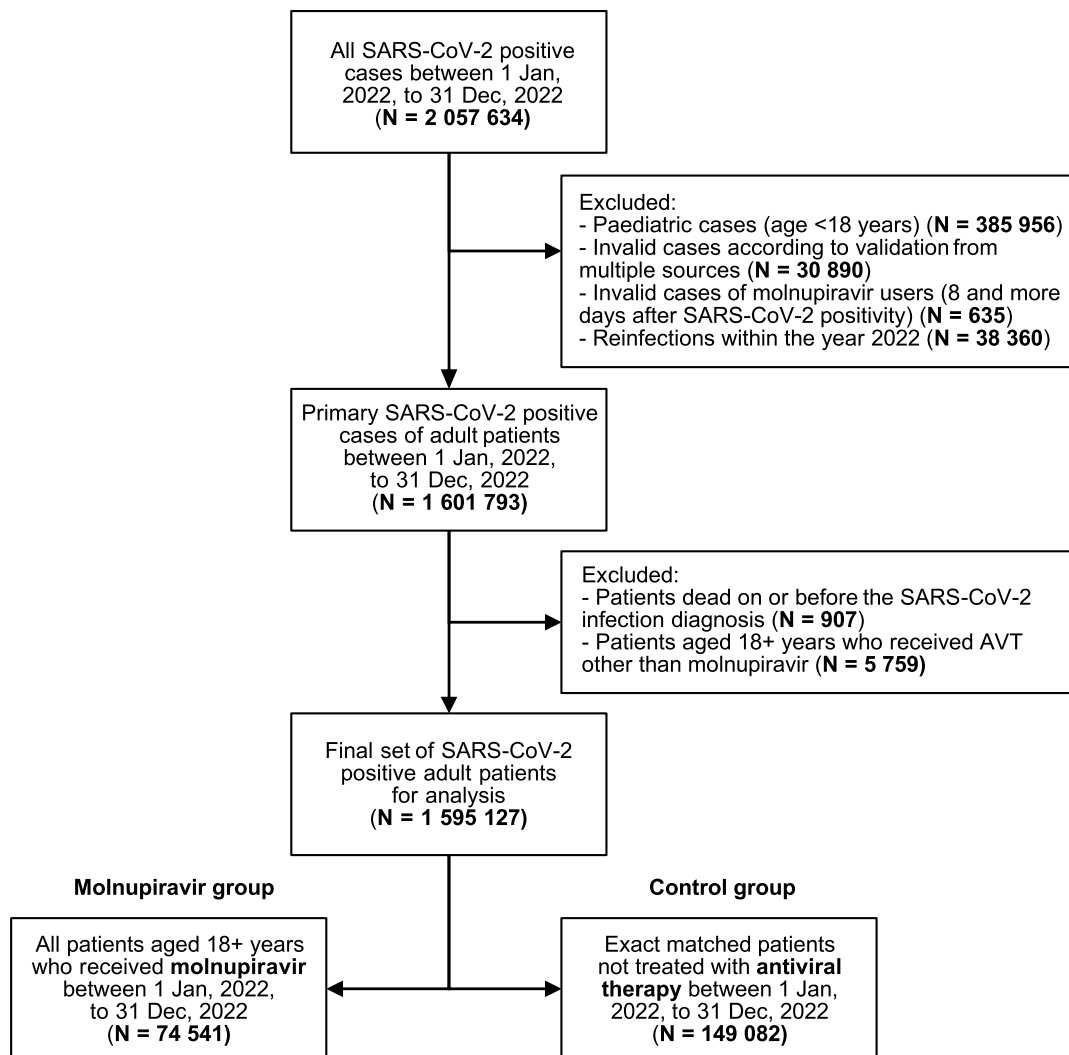 All SARS-CoV-2 positive
cases between 1 Jan,
2022, to 31 Dec, 2022
(N = 2 057 634)
Excluded:
- Paediatric cases (age <18 years) (N = 385 956)
- Invalid cases according to validation from
multiple sources (N = 30 890)
- Invalid cases of molnupiravir users (8 and more
days after SARS-CoV-2 positivity) (N = 635)
- Reinfections within the year 2022 (N = 38 360)
Primary SARS-CoV-2 positive
cases of adult patients
between 1 Jan, 2022,
to 31 Dec, 2022
(N = 1 601 793)
Excluded:
- Patients dead on or before the SARS-CoV-2
infection diagnosis (N = 907)
- Patients aged 18+ years who received AVT
other than molnupiravir (N = 5 759)
Final set of SARS-CoV-2
positive adult patients
for analysis
(N = 1 595 127)
Molnupiravir group
All patients aged 18+ years
who received molnupiravir
between 1 Jan, 2022,
to 31 Dec, 2022
(N = 74 541)
Control group
Exact matched patients
not treated with antiviral
therapy between 1 Jan,
2022, to 31 Dec, 2022
(N = 149 082)